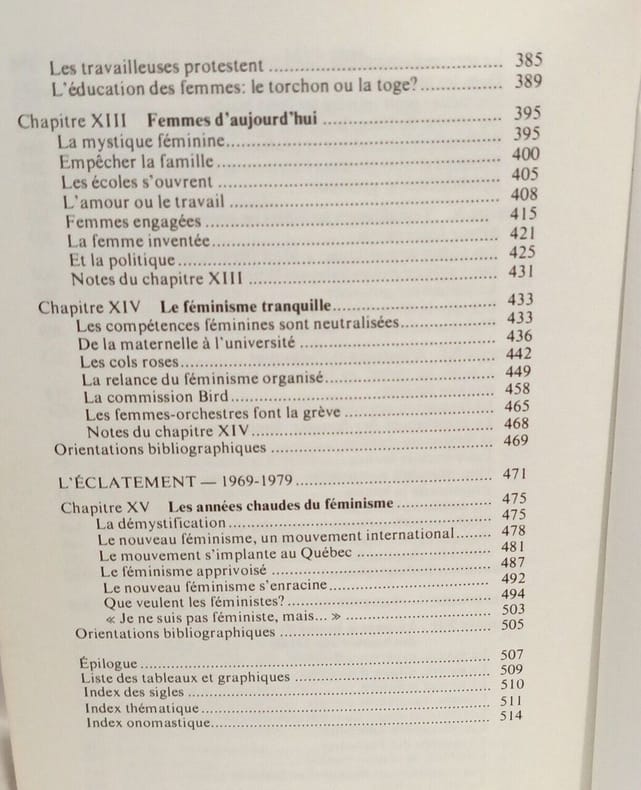 Les travailleuses protestent ........................................ 385
L'éducation des femmes: le torchon ou la toge? ............... 389
Chapitre XIII Femmes d'aujourd'hui ............................... 395
La mystique féminine................................................ 395
Empêcher la famille ................................................. 400
Les écoles s'ouvrent ................................................. 405
L'amour ou le travail ................................................ 408
Femmes engagées .................................................... 415
La femme inventée................................................... 421
Et la politique......................................................... 425
Notes du chapitre XIII .............................................. 431
Chapitre XIV Le féminisme tranquille............................. 433
Les compétences féminines sont neutralisées................... 433
De la maternelle à l'université ..................................... 436
Les cols roses......................................................... 442
La relance du féminisme organisé................................. 449
La commission Bird.................................................. 458
Les femmes-orchestres font la grève ............................. 465
Notes du chapitre XIV............................................... 468
Orientations bibliographiques ...................................... 469
L'ÉCLATEMENT — 1969-1979 ..................................... 471
Chapitre XV Les années chaudes du féminisme ................. 475
La démystification ................................................... 475
Le nouveau féminisme, un mouvement international....... 478
Le mouvement s'implante au Québec ........................... 481
Le féminisme apprivoisé ............................................ 487
Le nouveau féminisme s'enracine................................. 492
Que veulent les féministes?......................................... 494
« Je ne suis pas féministe, mais... » .............................. 503
Orientations bibliographiques ...................................... 505
Épilogue ................................................................ 507
Liste des tableaux et graphiques .................................. 509
Index des sigles ....................................................... 510
Index thématique ..................................................... 511
Index onomastique.................................................... 514